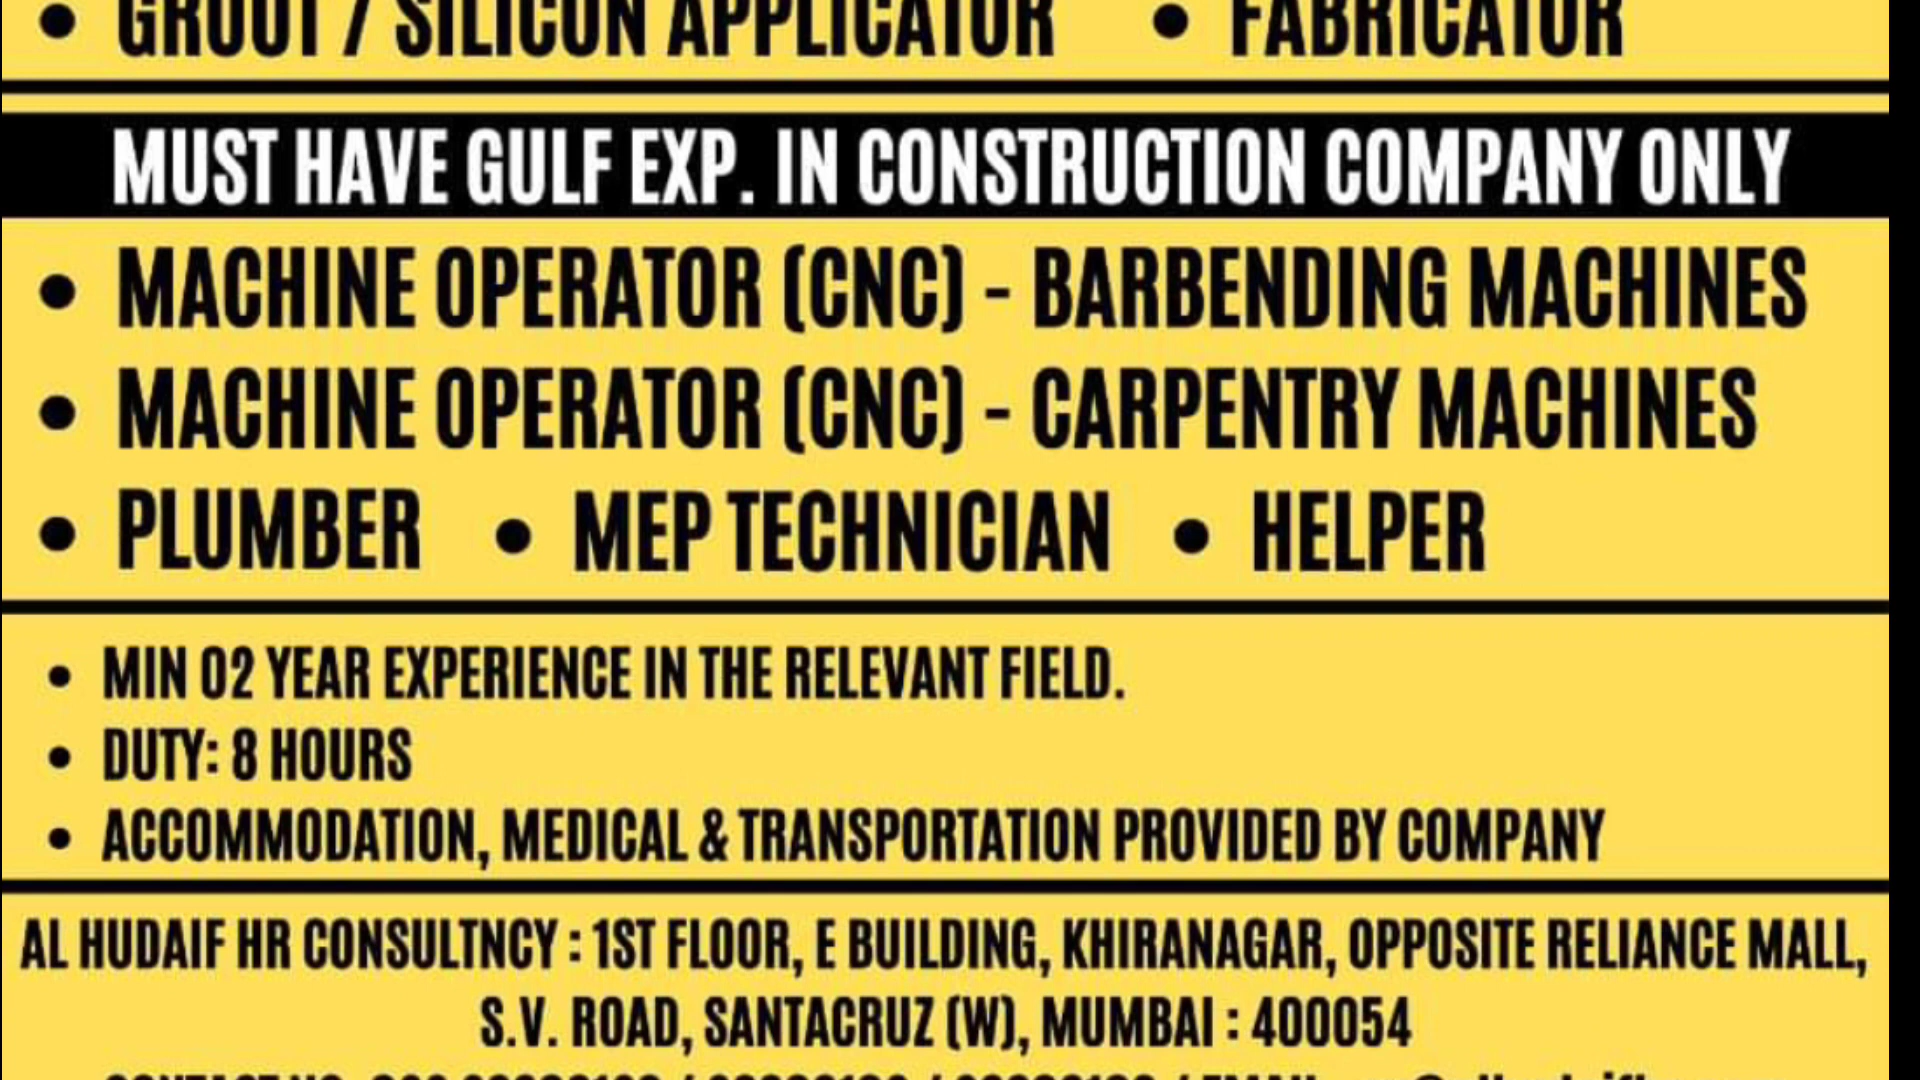 • GROUT / SILICON APPLICATOR • FABRICATOR
MUST HAVE GULF EXP. IN CONSTRUCTION COMPANY ONLY
• MACHINE OPERATOR (CNC) - BARBENDING MACHINES
• MACHINE OPERATOR (CNC) - CARPENTRY MACHINES
• PLUMBER • MEP TECHNICIAN • HELPER
• MIN 02 YEAR EXPERIENCE IN THE RELEVANT FIELD.
• DUTY: 8 HOURS
• ACCOMMODATION, MEDICAL & TRANSPORTATION PROVIDED BY COMPANY
AL HUDAIF HR CONSULTNCY : 1ST FLOOR, E BUILDING, KHIRANAGAR, OPPOSITE RELIANCE MALL,
S.V. ROAD, SANTACRUZ (W), MUMBAI : 400054